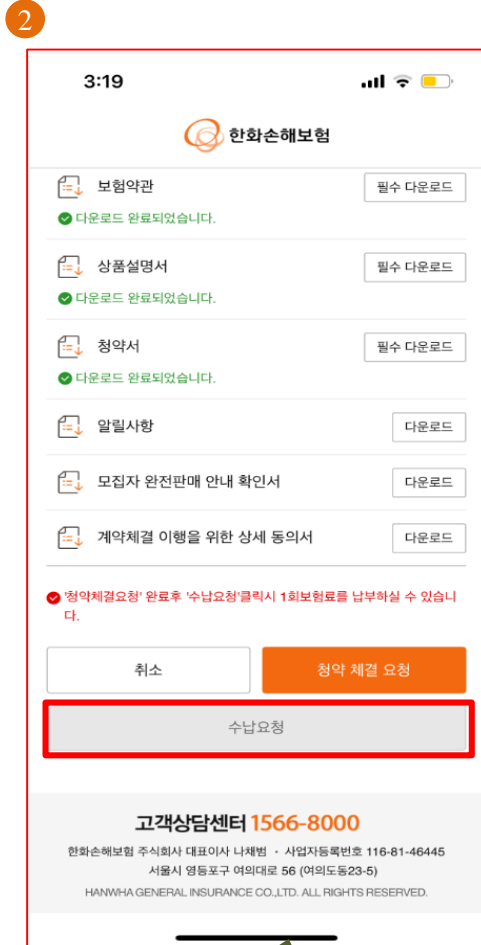 2
3:19
한화손해보험
보험약관
필수 다운로드
다운로드 완료되었습니다.
상품설명서
필수 다운로드
다운로드 완료되었습니다.
청약서
필수 다운로드
다운로드 완료되었습니다.
알릴사항
다운로드
모집자 완전판매 안내 확인서
다운로드
계약체결 이행을 위한 상세 동의서
다운로드
'청약체결요청' 완료후 '수납요청'클릭시 1회보험료를 납부하실 수 있습니
다.
취소
청약 체결 요청
수납요청
고객상담센터 1566-8000
한화손해보험 주식회사 대표이사 나채범 · 사업자등록번호 116-81-46445
서울시 영등포구 여의대로 56 (여의도동23-5)
HANWHA GENERAL INSURANCE CO.,LTD. ALL RIGHTS RESERVED.